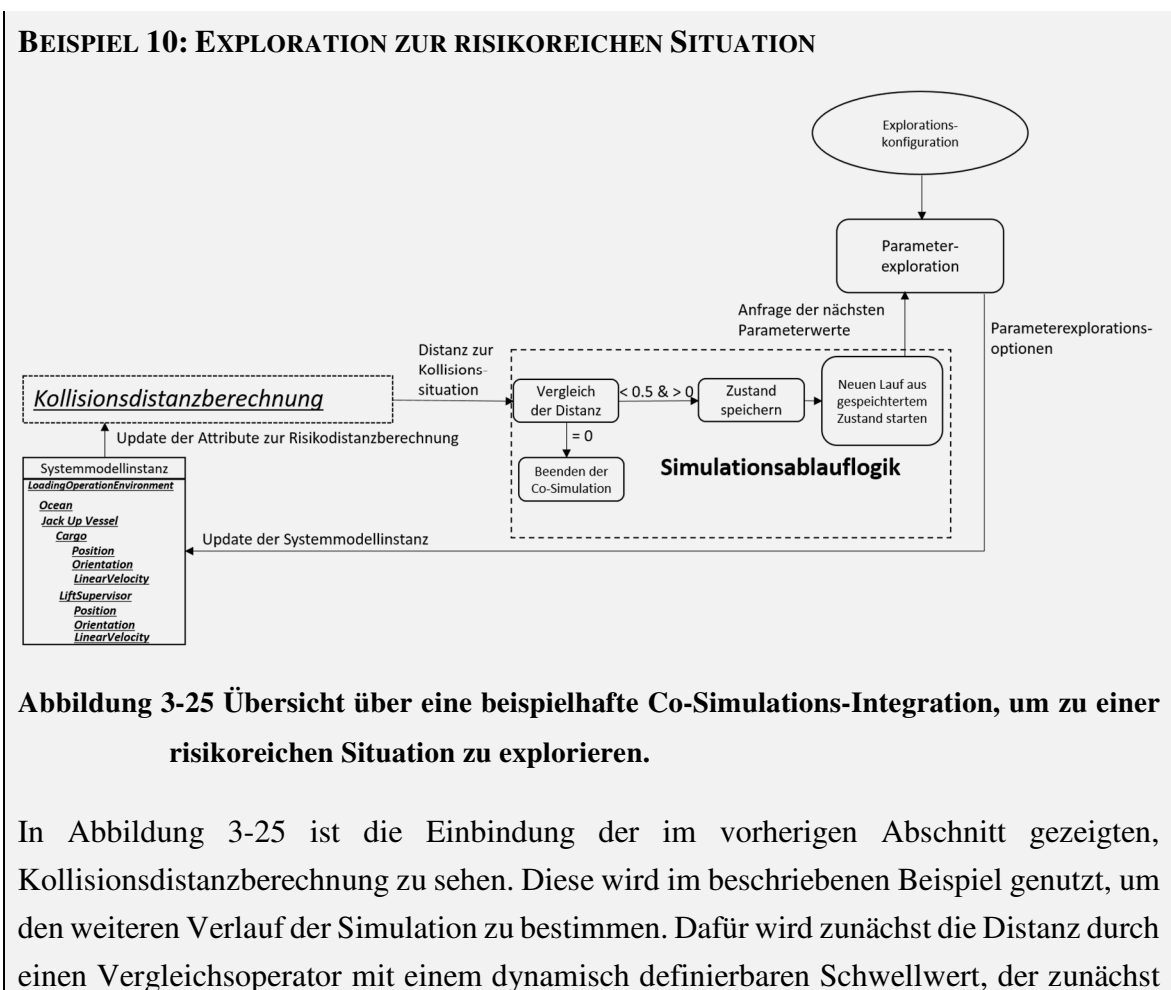 BEISPIEL 10: EXPLORATION ZUR RISIKOREICHEN SITUATION
Explorations-
konfiguration
Parameter-
exploration
Anfrage der nächsten
Parameterwerte
Parameterexplorations-
optionen
Distanz zur
Kollisions-
situation
Kollisionsdistanzberechnung
Vergleich
der Distanz
< 0.5 & > 0
Zustand
speichern
Neuen Lauf aus
gespeichtertem
Zustand starten
= 0
Beenden der
Co-Simulation
Simulationsablauflogik
Update der Attribute zur Risikodistanzberechnung
Systemmodellinstanz
LoadingOperationEnvironment
Ocean
Jack Up Vessel
Cargo
Position
Orientation
LinearVelocity
LiftSupervisor
Position
Orientation
LinearVelocity
Update der Systemmodellinstanz
Abbildung 3-25 Übersicht über eine beispielhafte Co-Simulations-Integration, um zu einer
risikoreichen Situation zu explorieren.
In Abbildung 3-25 ist die Einbindung der im vorherigen Abschnitt gezeigten,
Kollisionsdistanzberechnung zu sehen. Diese wird im beschriebenen Beispiel genutzt, um
den weiteren Verlauf der Simulation zu bestimmen. Dafür wird zunächst die Distanz durch
einen Vergleichsoperator mit einem dynamisch definierbaren Schwellwert, der zunächst